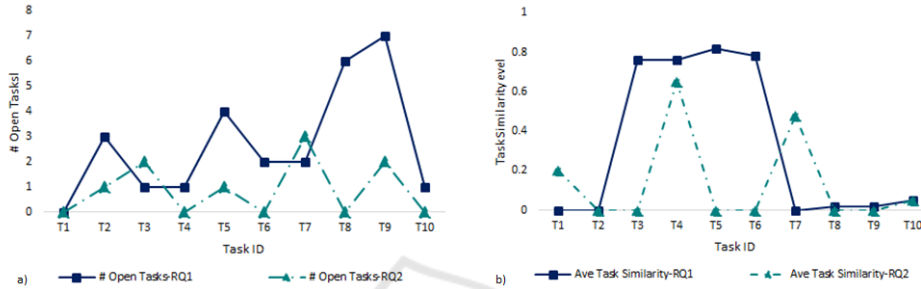 8
7
6
5
4
3
2
1
0
# Open Tasksl
T1 T2 T3 T4 T5 T6 T7 T8 T9 T10
Task ID
a)
# Open Tasks-RQ1 # Open Tasks-RQ2
1
0.8
0.6
0.4
0.2
0
TaskSimilarity evel
T1 T2 T3 T4 T5 T6 T7 T8 T9 T10
Task ID
b)
Ave Task Similarity-RQ1 Ave Task Similarity-RQ2